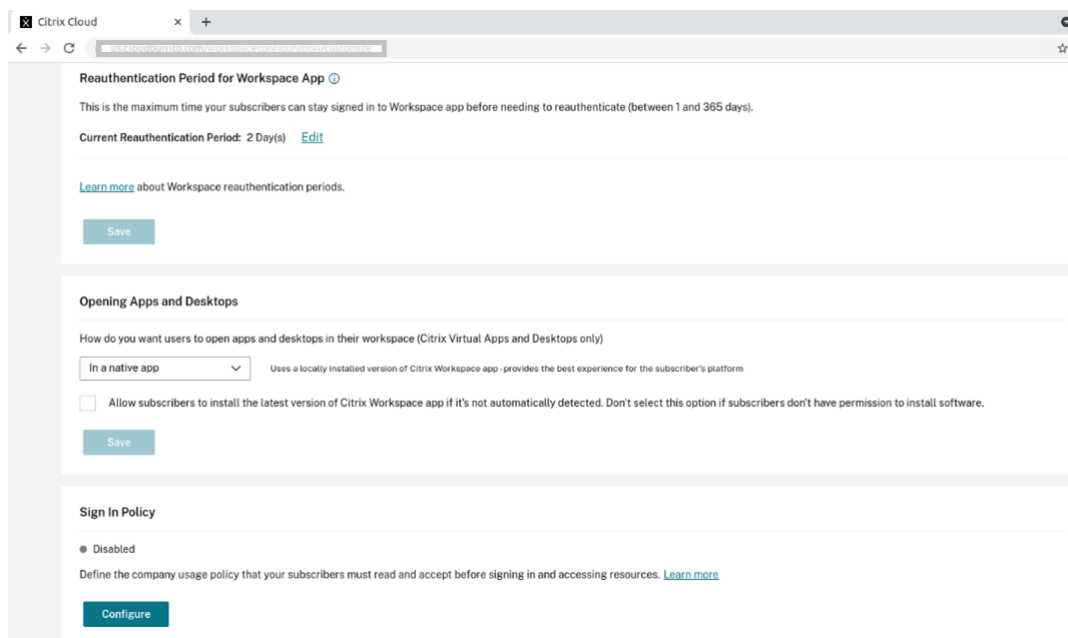 Citrix Cloud
Reauthentication Period for Workspace App
This is the maximum time your subscribers can stay signed in to Workspace app before needing to reauthenticate (between 1 and 365 days).
Current Reauthentication Period: 2 Day(s) Edit
Learn more about Workspace reauthentication periods.
Save
Opening Apps and Desktops
How do you want users to open apps and desktops in their workspace (Citrix Virtual Apps and Desktops only)
In a native app Uses a locally installed version of Citrix Workspace app - provides the best experience for the subscriber's platform
Allow subscribers to install the latest version of Citrix Workspace app if it's not automatically detected. Don't select this option if subscribers don't have permission to install software.
Save
Sign In Policy
Disabled
Define the company usage policy that your subscribers must read and accept before signing in and accessing resources. Learn more
Configure